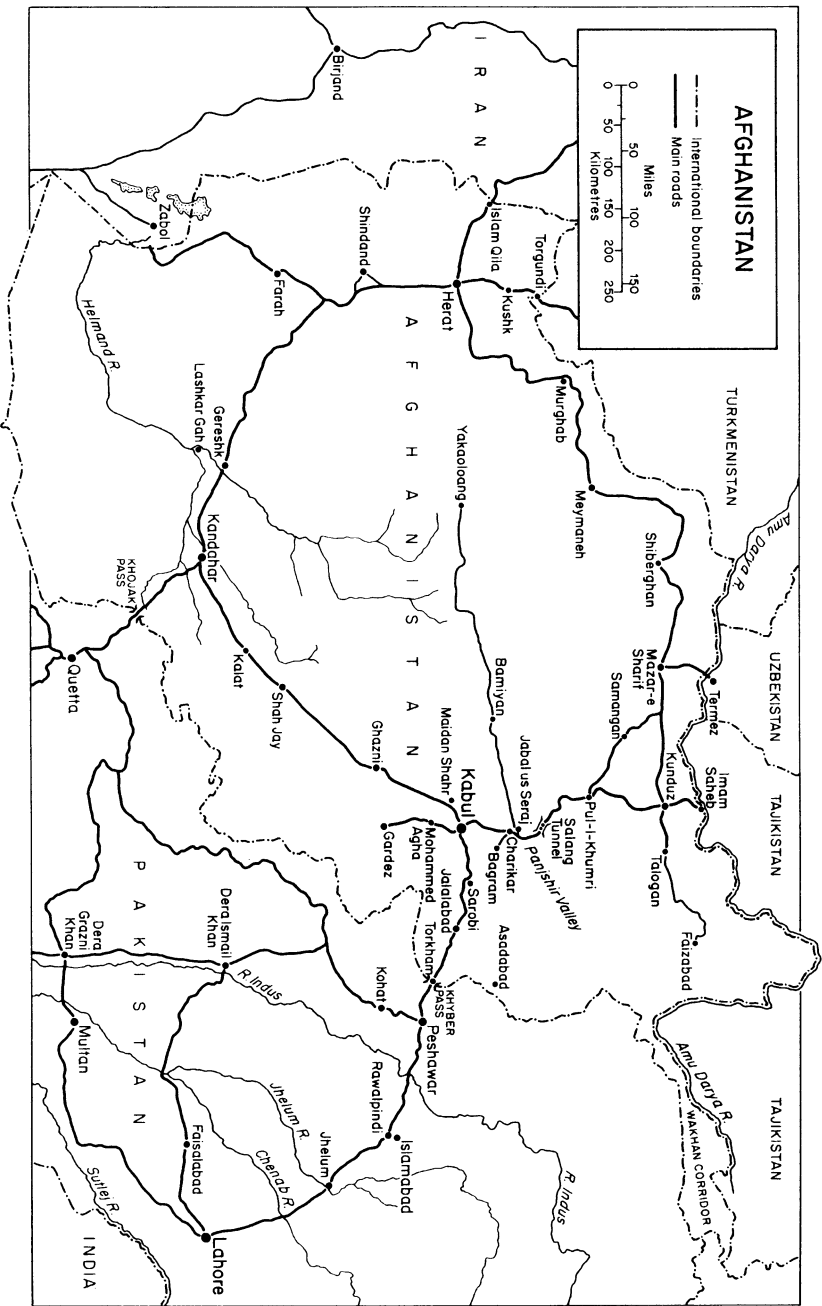 AFGHANISTAN
International boundaries
Main roads
Miles
0 50 100 150
0 50 100 150 200 250
Kilometres
IRAN
Birjand
TURKMENISTAN
UZBEKISTAN
TAJIKISTAN
TAJIKISTAN
Amu Darya R.
Amu Darya R.
WAKHAN CORRIDOR
Islam Qila
Torgundi
Kushk
Herat
Murghab
Meymaneh
Shiberghan
Mazar-e
Sharif
Termez
Samangan
Kunduz
Imam
Saheb
Talogan
Faizabad
Pul-i-Khumri
Salang
Tunnel
Panjshir Valley
Jabal us Seraj
Charikar
Bagram
Bamiyan
Yakaoloang
AFGHANISTAN
Shindand
Farah
Zabol
Helmand R.
Lashkar Gah
Gereshk
Kandahar
KHOJAK
PASS
Quetta
Kalat
Shah Jay
Ghazni
Maidan Shahr
Kabul
Mohammed
Agha
Gardez
Sarobi
Jalalabad
Asadabad
Torkham
KHYBER
PASS
Peshawar
Kohat
Rawalpindi
Islamabad
R. Indus
R. Indus
Jhelum
Jhelum R.
Chenab R.
Dera Ismail
Khan
Dera
Grazni
Khan
PAKISTAN
Multan
Faisalabad
Lahore
Sutlej R.
INDIA